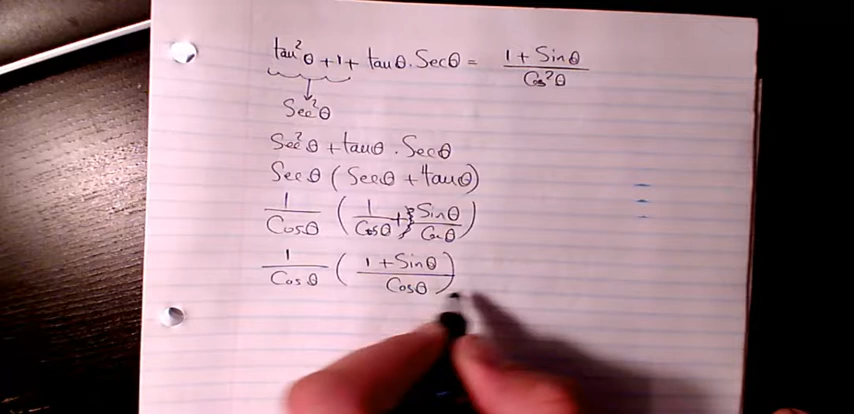 tan²θ + 1 + tanθ . Secθ = (1 + Sinθ)/(Cos²θ)
Sec²θ
Sec²θ + tanθ . Secθ
Secθ (Secθ + tanθ)
1/Cosθ (1/Cosθ + Sinθ/Cosθ)
1/Cosθ ((1 + Sinθ)/Cosθ)